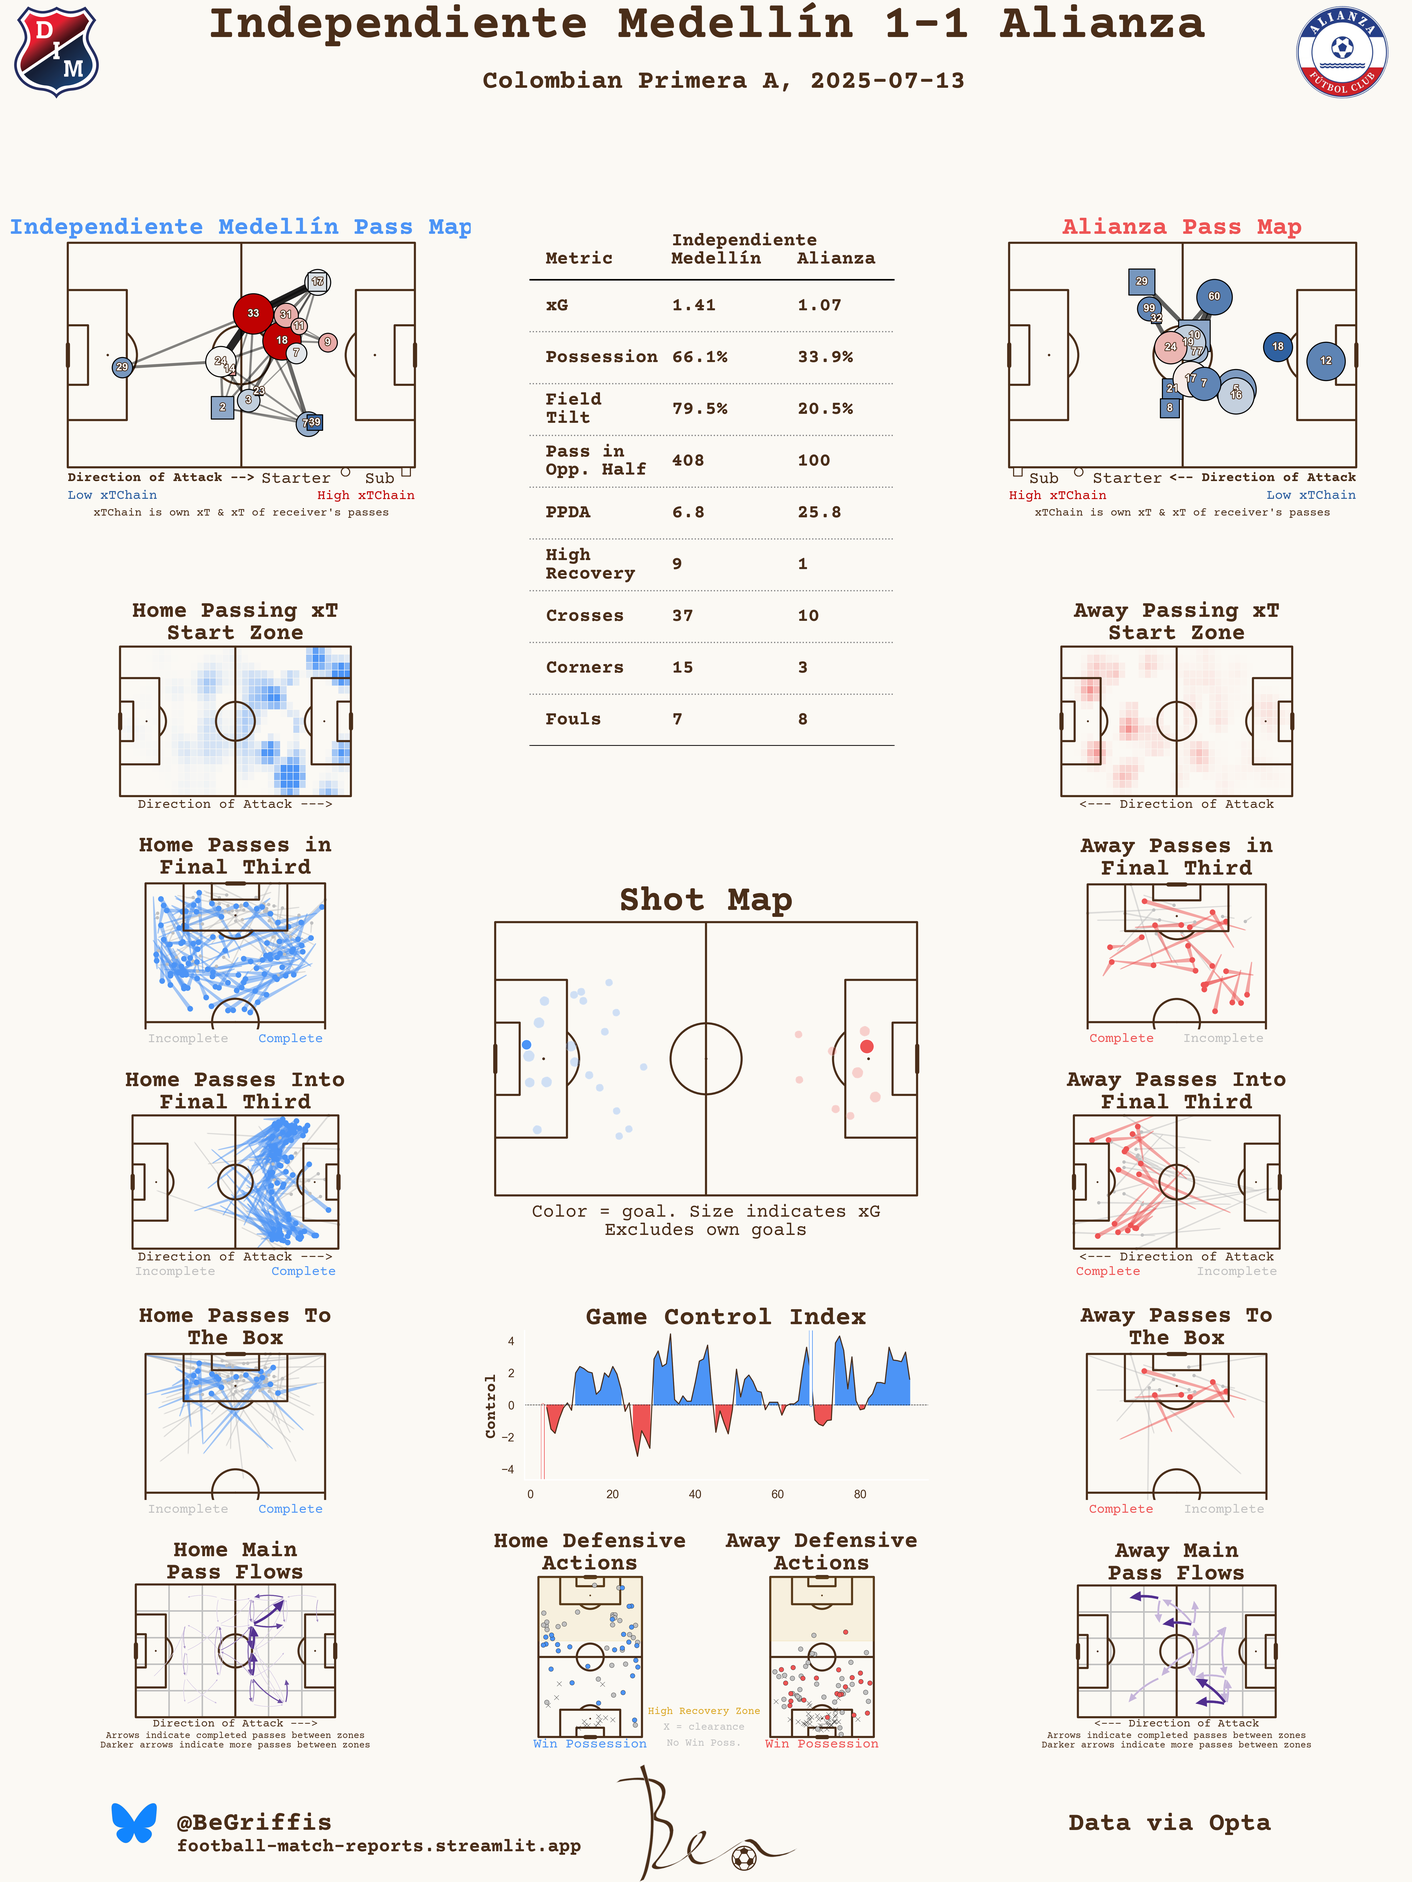 Independiente Medellín 1-1 Alianza
Colombian Primera A, 2025-07-13
D
I
M
ALIANZA
FÚTBOL CLUB
Independiente Medellín Pass Map
17
33
31
11
18
9
7
24
14
29
23
3
2
7
39
Direction of Attack --> Starter Sub
Low xTChain High xTChain
xTChain is own xT & xT of receiver's passes
Metric Independiente Medellín Alianza
xG 1.41 1.07
Possession 66.1% 33.9%
Field Tilt 79.5% 20.5%
Pass in Opp. Half 408 100
PPDA 6.8 25.8
High Recovery 9 1
Crosses 37 10
Corners 15 3
Fouls 7 8
Alianza Pass Map
29
60
99
32
10
19
24
77
18
12
17
7
21
5
16
8
Sub Starter <-- Direction of Attack
High xTChain Low xTChain
xTChain is own xT & xT of receiver's passes
Home Passing xT
Start Zone
Direction of Attack --->
Away Passing xT
Start Zone
<--- Direction of Attack
Home Passes in
Final Third
Incomplete Complete
Away Passes in
Final Third
Complete Incomplete
Shot Map
Color = goal. Size indicates xG
Excludes own goals
Home Passes Into
Final Third
Direction of Attack --->
Incomplete Complete
Away Passes Into
Final Third
<--- Direction of Attack
Complete Incomplete
Game Control Index
Control
4
2
0
−2
−4
0 20 40 60 80
Home Passes To
The Box
Incomplete Complete
Away Passes To
The Box
Complete Incomplete
Home Main
Pass Flows
Direction of Attack --->
Arrows indicate completed passes between zones
Darker arrows indicate more passes between zones
Home Defensive
Actions
Win Possession
High Recovery Zone
X = clearance
No Win Poss.
Away Defensive
Actions
Win Possession
Away Main
Pass Flows
<--- Direction of Attack
Arrows indicate completed passes between zones
Darker arrows indicate more passes between zones
@BeGriffis
football-match-reports.streamlit.app
Ben
Data via Opta